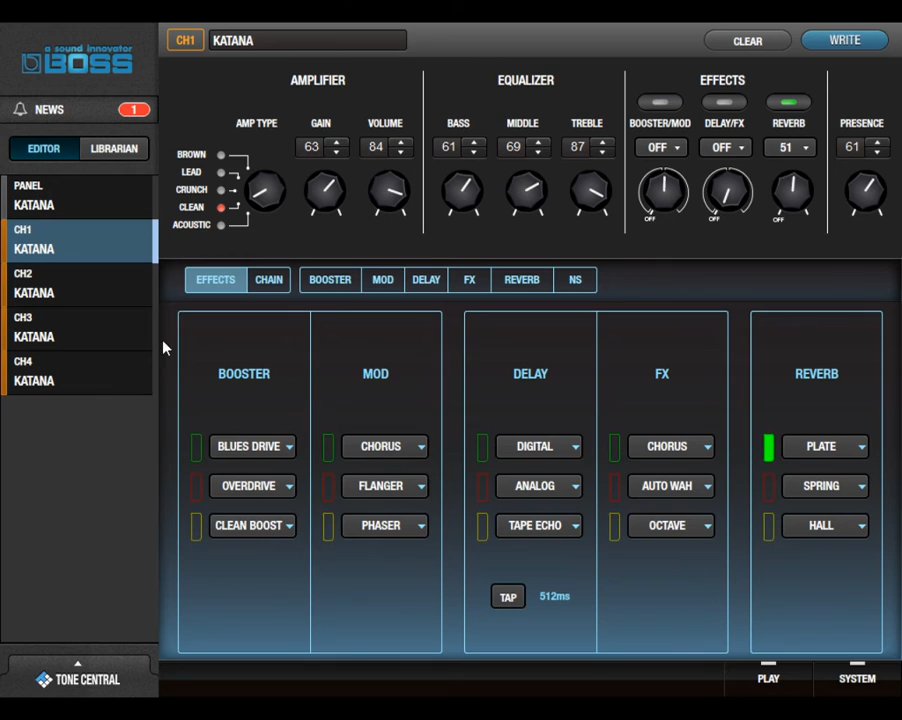 a sound innovator
BOSS
NEWS
1
EDITOR
LIBRARIAN
PANEL
KATANA
CH1
KATANA
CH2
KATANA
CH3
KATANA
CH4
KATANA
TONE CENTRAL
CH1
KATANA
CLEAR
WRITE
AMPLIFIER
EQUALIZER
EFFECTS
AMP TYPE
GAIN
VOLUME
BASS
MIDDLE
TREBLE
BOOSTER/MOD
DELAY/FX
REVERB
PRESENCE
63
84
61
69
87
OFF
OFF
51
61
BROWN
LEAD
CRUNCH
CLEAN
ACOUSTIC
OFF
OFF
OFF
EFFECTS
CHAIN
BOOSTER
MOD
DELAY
FX
REVERB
NS
BOOSTER
MOD
DELAY
FX
REVERB
BLUES DRIVE
CHORUS
DIGITAL
CHORUS
PLATE
OVERDRIVE
FLANGER
ANALOG
AUTO WAH
SPRING
CLEAN BOOST
PHASER
TAPE ECHO
OCTAVE
HALL
TAP
512ms
PLAY
SYSTEM